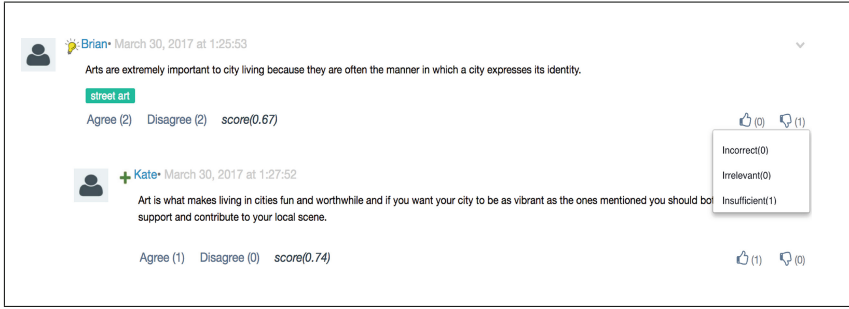 Brian• March 30, 2017 at 1:25:53
Arts are extremely important to city living because they are often the manner in which a city expresses its identity.
street art
Agree (2) Disagree (2) score(0.67) (0) (1)
Incorrect(0)
Irrelevant(0)
Insufficient(1)
Kate• March 30, 2017 at 1:27:52
Art is what makes living in cities fun and worthwhile and if you want your city to be as vibrant as the ones mentioned you should
support and contribute to your local scene.
Agree (1) Disagree (0) score(0.74) (1) (0)